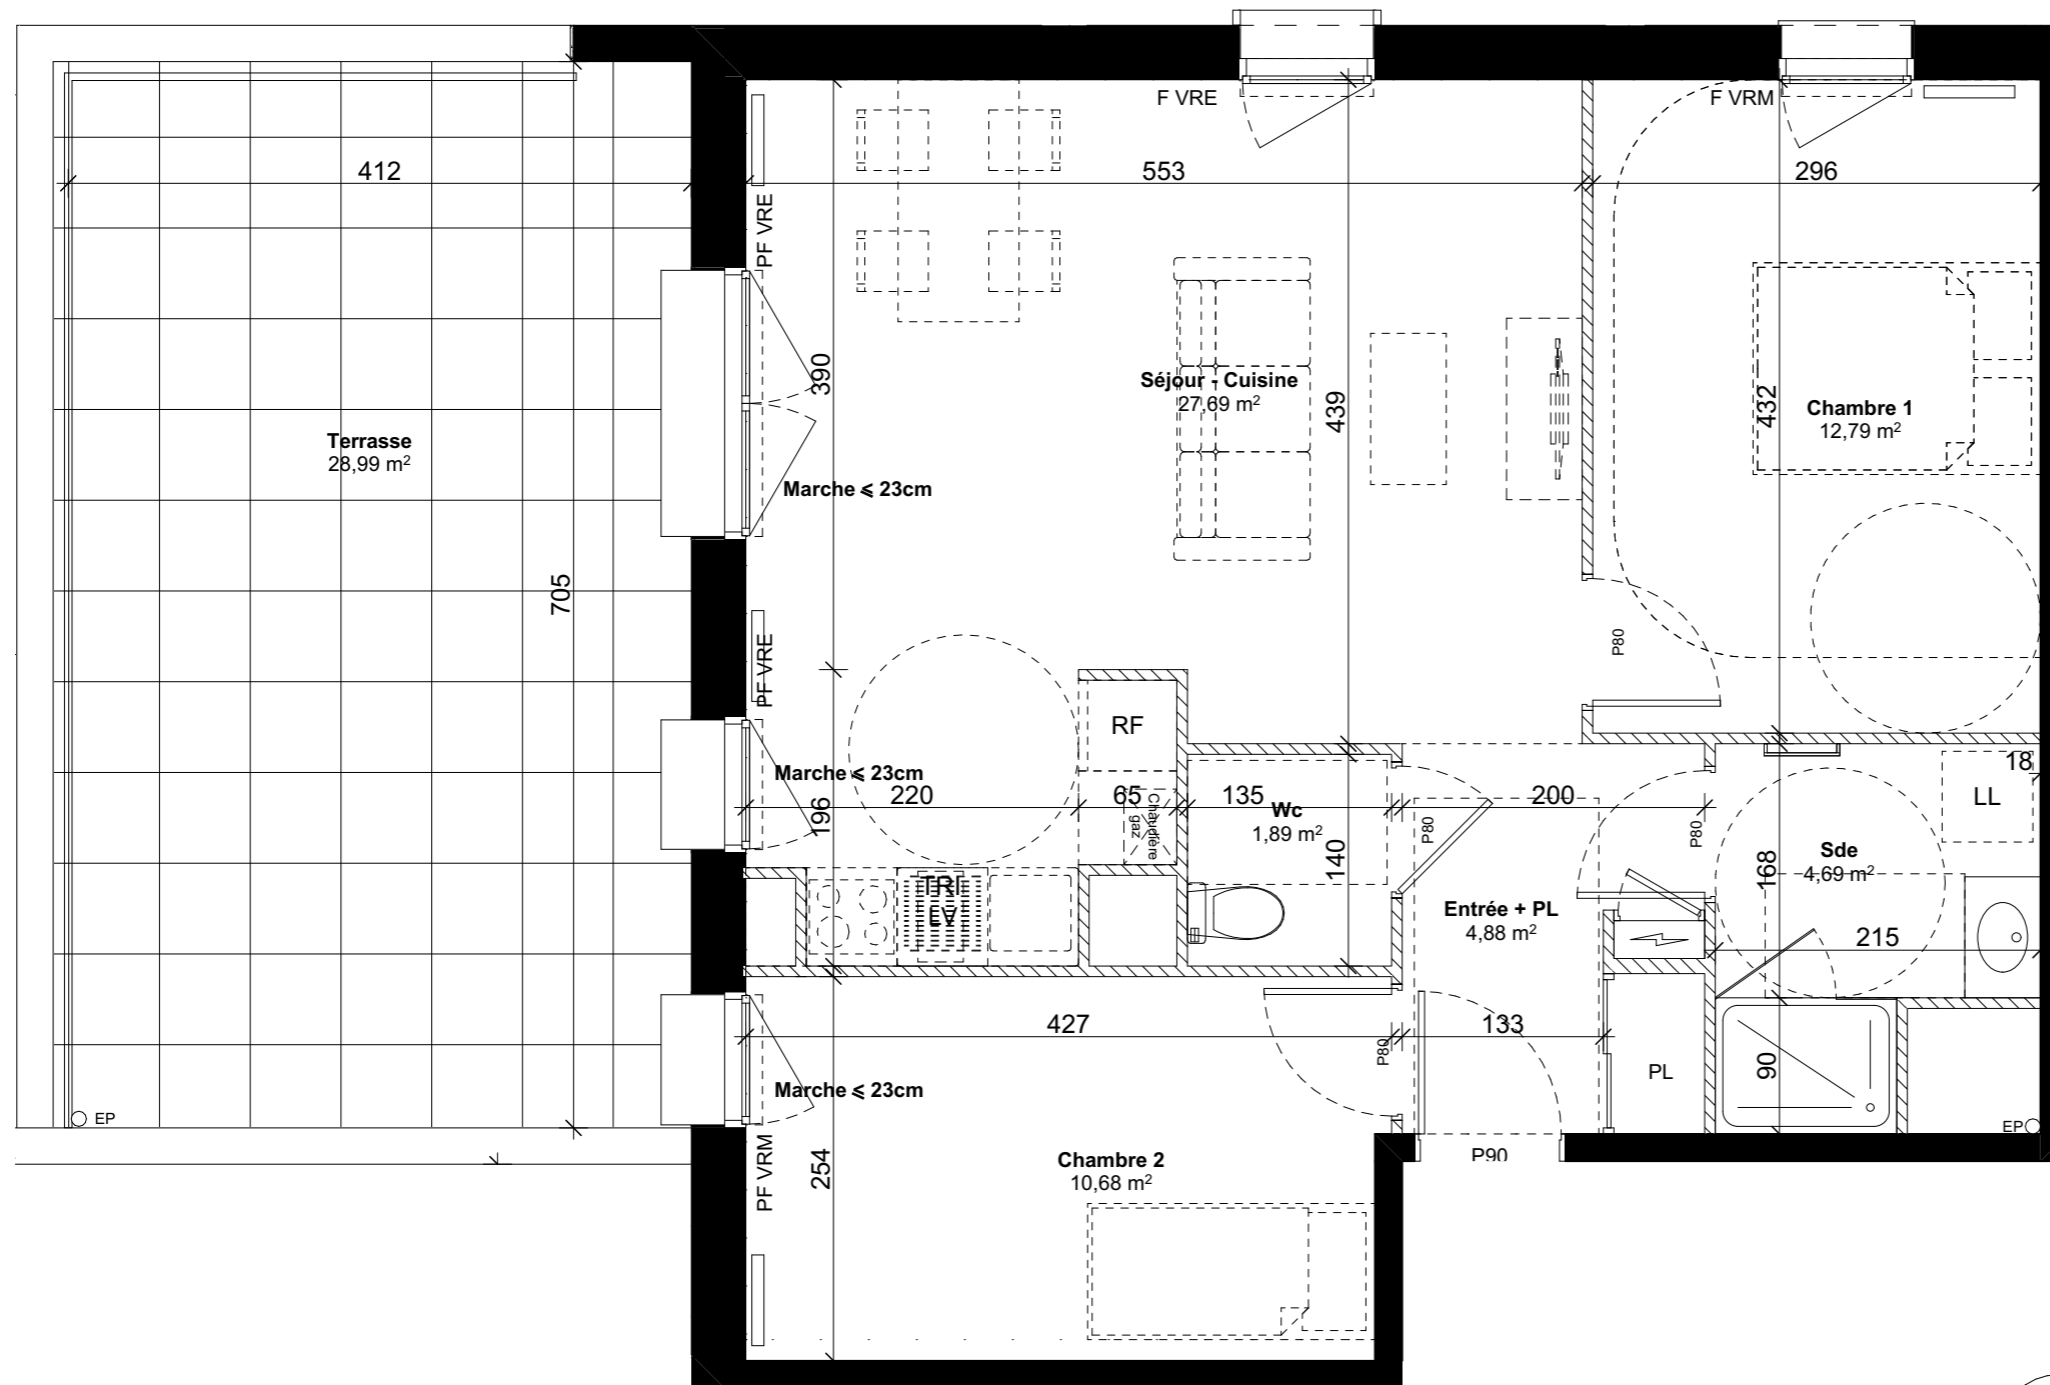 F VRE
F VRM
412
553
296
PF VRE
390
Séjour - Cuisine
27,69 m²
439
432
Chambre 1
12,79 m²
Terrasse
28,99 m²
Marche ⩽ 23cm
705
PF VRE
P80
RF
18
Marche ⩽ 23cm
220
65
135
200
LL
196
Chaudière
gaz
Wc
1,89 m²
140
P80
P80
168
Sde
4,69 m²
TRI
LV
Entrée + PL
4,88 m²
215
427
133
P80
PL
90
Marche ⩽ 23cm
EP
EP
PF VRM
254
Chambre 2
10,68 m²
P90